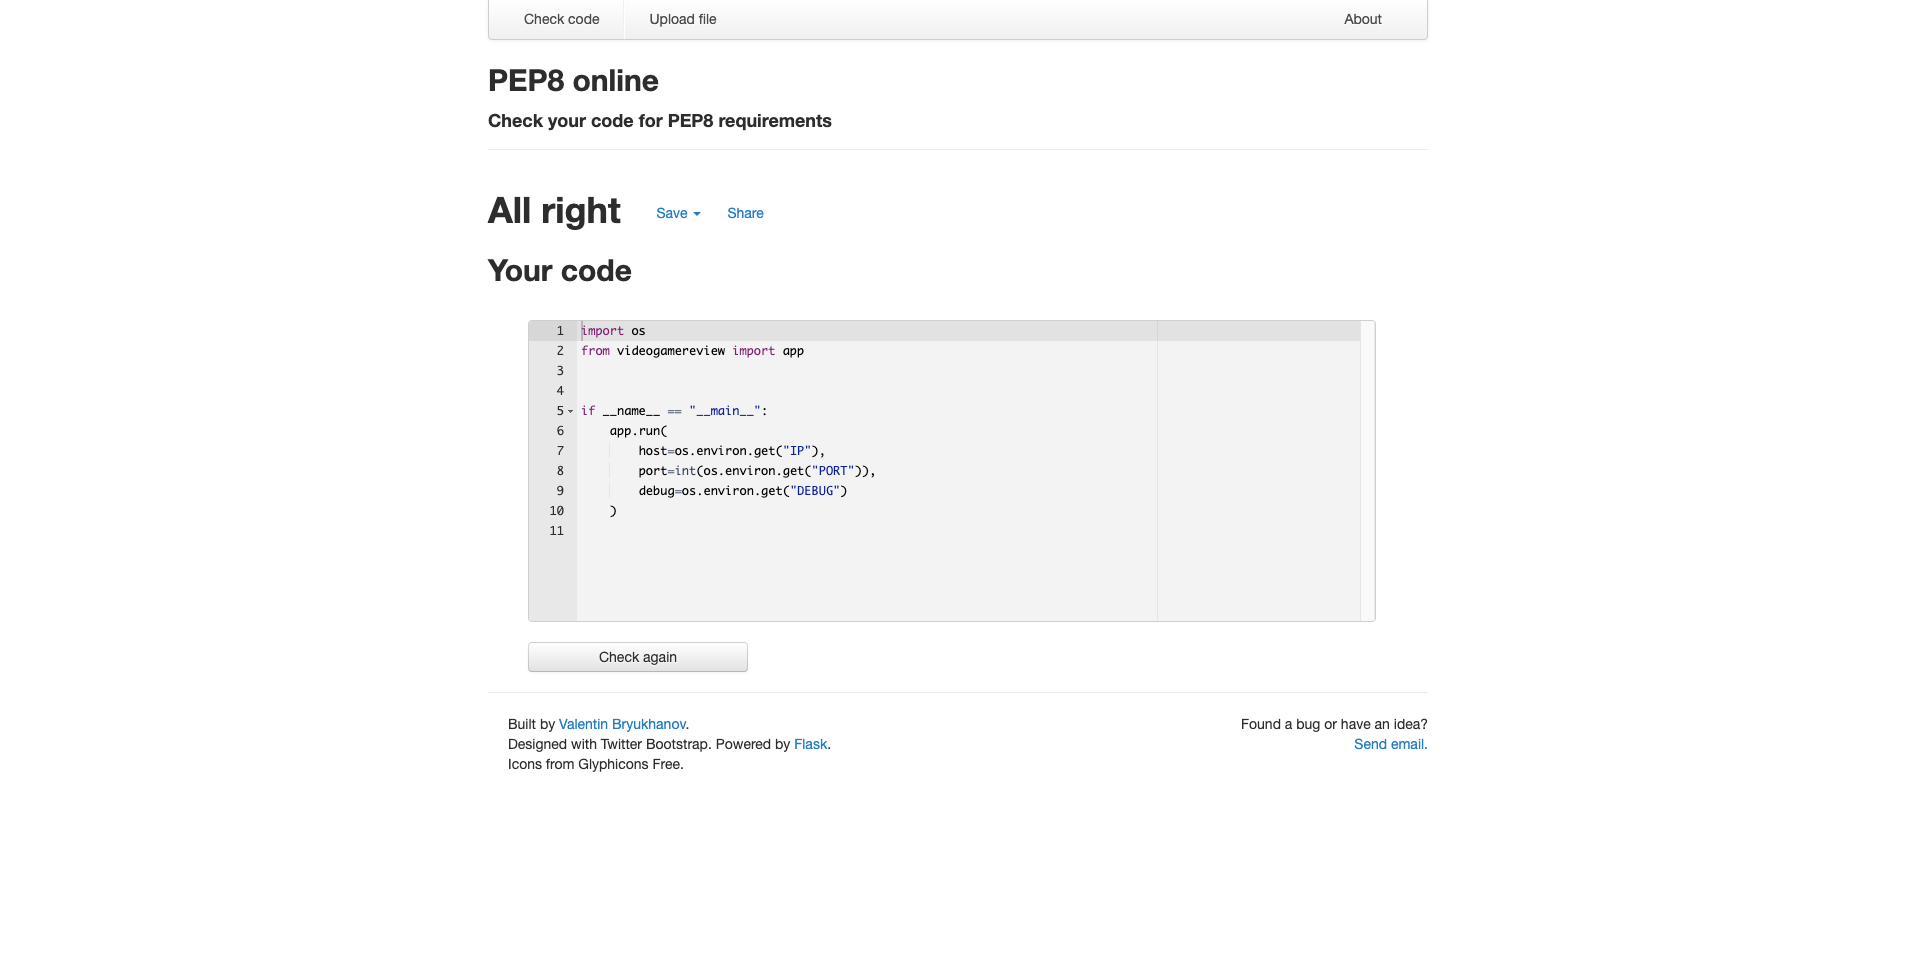 Check code
Upload file
About
PEP8 online
Check your code for PEP8 requirements
All right
Save
Share
Your code
1 import os
2 from videogamereview import app
3
4
5 if __name__ == "__main__":
6     app.run(
7         host=os.environ.get("IP"),
8         port=int(os.environ.get("PORT")),
9         debug=os.environ.get("DEBUG")
10     )
11
Check again
Built by Valentin Bryukhanov.
Designed with Twitter Bootstrap. Powered by Flask.
Icons from Glyphicons Free.
Found a bug or have an idea?
Send email.